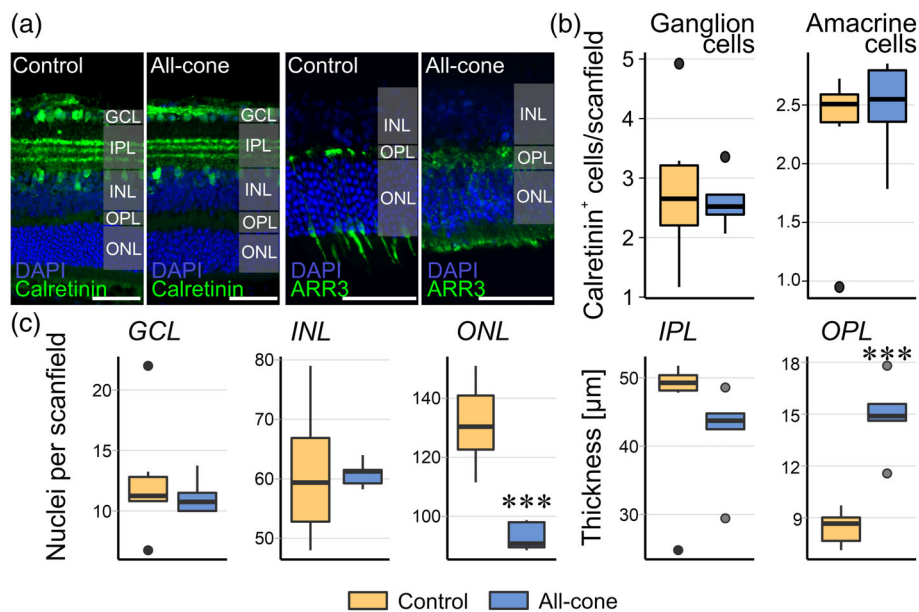 (a)
Control
All-cone
Control
All-cone
GCL
IPL
INL
OPL
ONL
GCL
IPL
INL
OPL
ONL
INL
OPL
ONL
INL
OPL
ONL
DAPI
Calretinin
DAPI
Calretinin
DAPI
ARR3
DAPI
ARR3
(b)
Ganglion
cells
Amacrine
cells
Calretinin+ cells/scanfield
5
4
3
2
1
2.5
2.0
1.5
1.0
(c)
GCL
INL
ONL
IPL
OPL
Nuclei per scanfield
20
15
10
80
70
60
50
140
120
100
***
Thickness [µm]
50
40
30
18
15
12
9
***
Control
All-cone